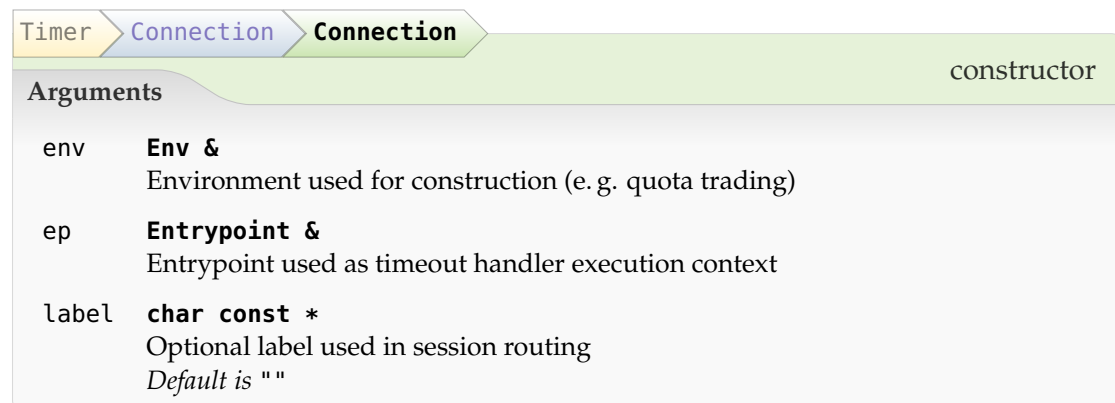 Timer Connection Connection
constructor
Arguments
env Env &
Environment used for construction (e. g. quota trading)
ep Entrypoint &
Entrypoint used as timeout handler execution context
label char const *
Optional label used in session routing
Default is ""